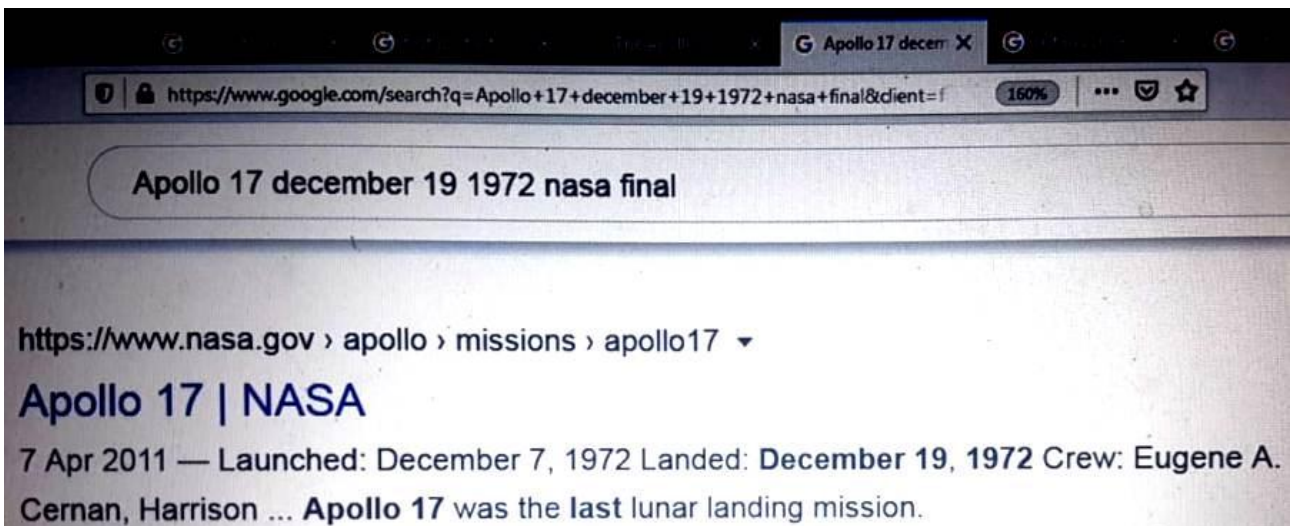 G Apollo 17 decem X
https://www.google.com/search?q=Apollo+17+december+19+1972+nasa+final&client=f 160%
Apollo 17 december 19 1972 nasa final
https://www.nasa.gov › apollo › missions › apollo17
Apollo 17 | NASA
7 Apr 2011 — Launched: December 7, 1972 Landed: December 19, 1972 Crew: Eugene A.
Cernan, Harrison ... Apollo 17 was the last lunar landing mission.